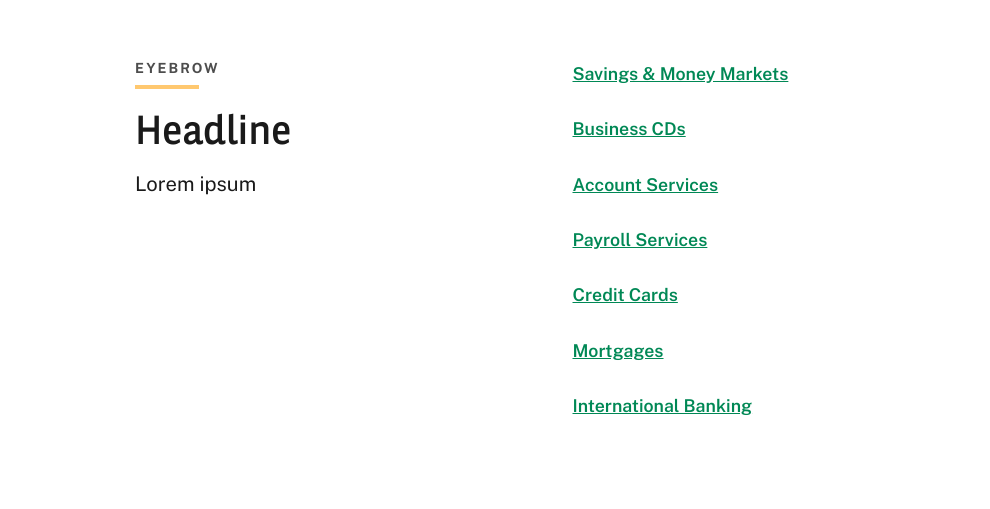 EYEBROW
Headline
Lorem ipsum
Savings & Money Markets
Business CDs
Account Services
Payroll Services
Credit Cards
Mortgages
International Banking